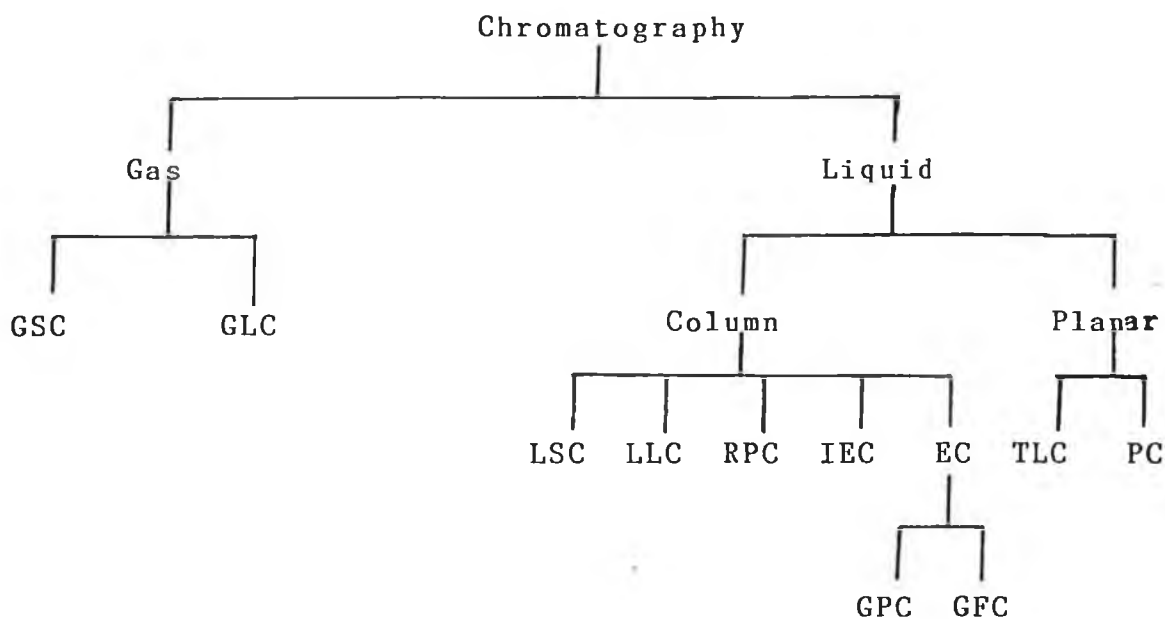 Chromatography
Gas Liquid
GSC GLC Column Planar
LSC LLC RPC IEC EC TLC PC
GPC GFC